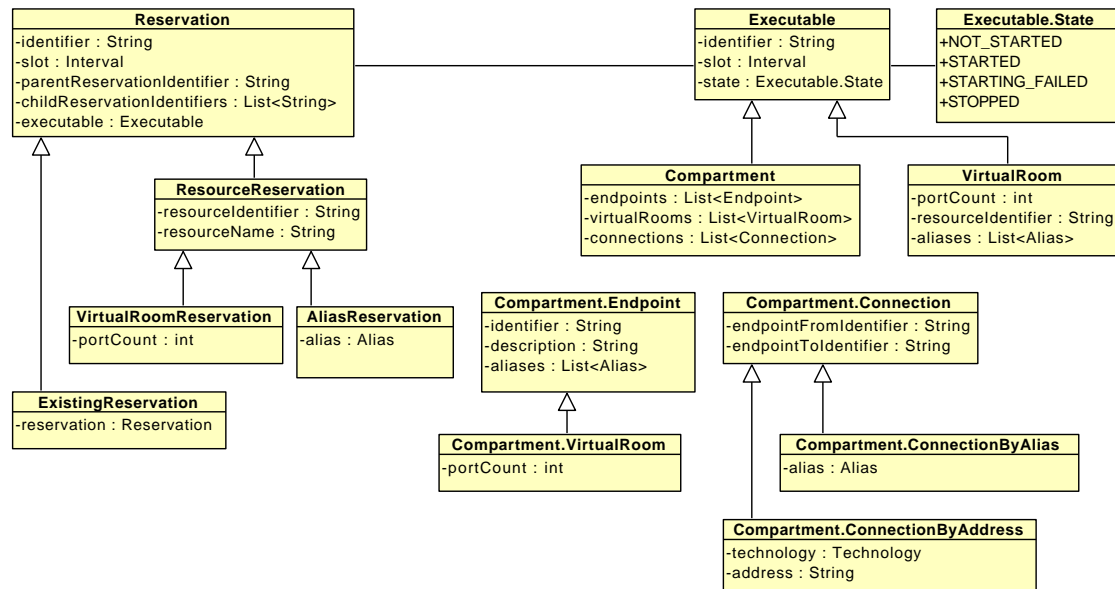 Reservation
-identifier : String
-slot : Interval
-parentReservationIdentifier : String
-childReservationIdentifiers : List<String>
-executable : Executable
Executable
-identifier : String
-slot : Interval
-state : Executable.State
Executable.State
+NOT_STARTED
+STARTED
+STARTING_FAILED
+STOPPED
ResourceReservation
-resourceIdentifier : String
-resourceName : String
Compartment
-endpoints : List<Endpoint>
-virtualRooms : List<VirtualRoom>
-connections : List<Connection>
VirtualRoom
-portCount : int
-resourceIdentifier : String
-aliases : List<Alias>
VirtualRoomReservation
-portCount : int
AliasReservation
-alias : Alias
Compartment.Endpoint
-identifier : String
-description : String
-aliases : List<Alias>
Compartment.Connection
-endpointFromIdentifier : String
-endpointToIdentifier : String
ExistingReservation
-reservation : Reservation
Compartment.VirtualRoom
-portCount : int
Compartment.ConnectionByAlias
-alias : Alias
Compartment.ConnectionByAddress
-technology : Technology
-address : String